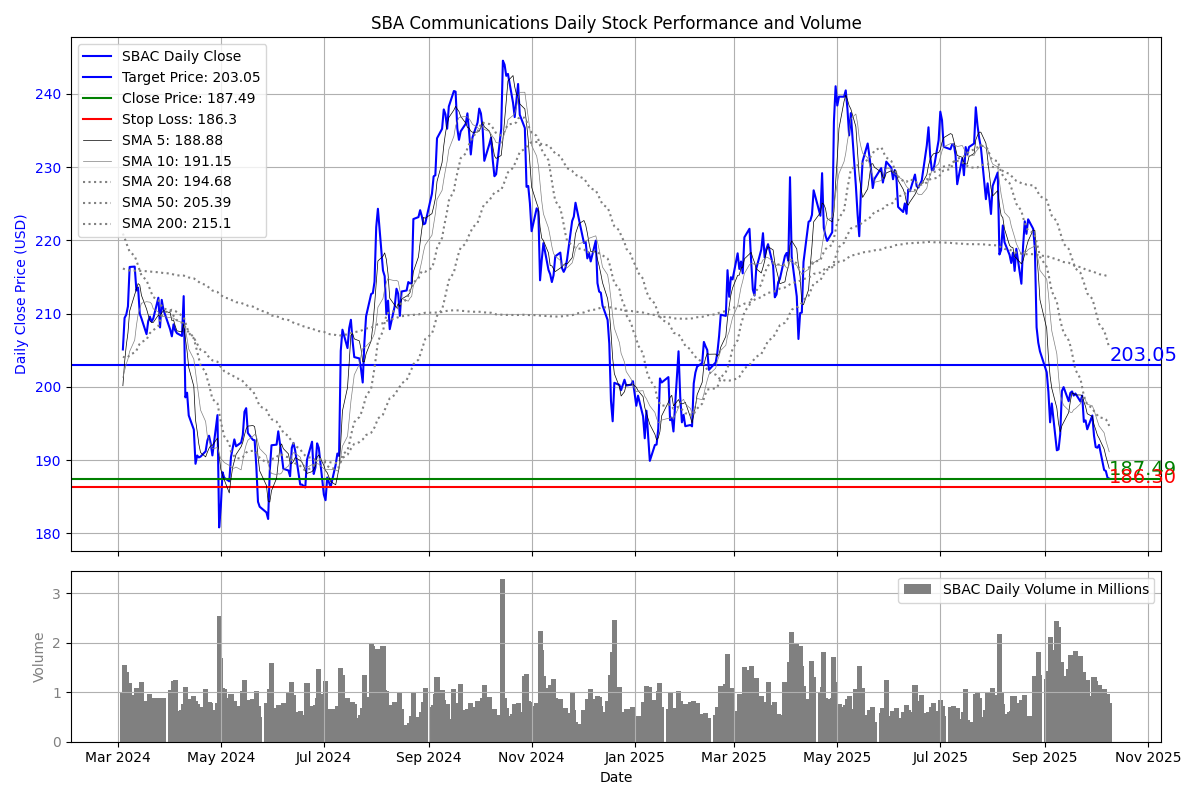 SBA Communications Daily Stock Performance and Volume
SBAC Daily Close
Target Price: 203.05
Close Price: 187.49
Stop Loss: 186.3
SMA 5: 188.88
SMA 10: 191.15
SMA 20: 194.68
SMA 50: 205.39
SMA 200: 215.1
Daily Close Price (USD)
240
230
220
210
200
190
180
203.05
187.49
186.30
SBAC Daily Volume in Millions
Volume
3
2
1
0
Mar 2024 May 2024 Jul 2024 Sep 2024 Nov 2024 Jan 2025 Mar 2025 May 2025 Jul 2025 Sep 2025 Nov 2025
Date